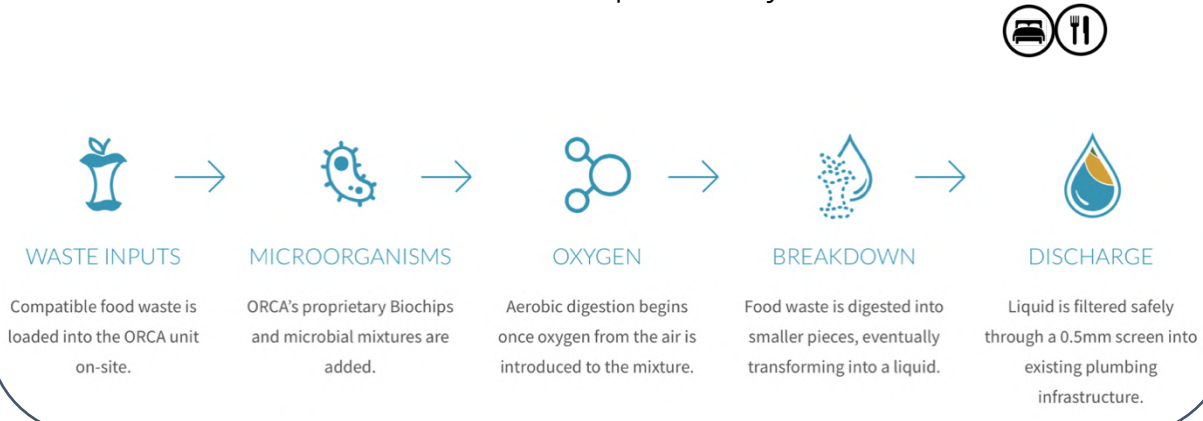 WASTE INPUTS
Compatible food waste is
loaded into the ORCA unit
on-site.
MICROORGANISMS
ORCA's proprietary Biochips
and microbial mixtures are
added.
OXYGEN
Aerobic digestion begins
once oxygen from the air is
introduced to the mixture.
BREAKDOWN
Food waste is digested into
smaller pieces, eventually
transforming into a liquid.
DISCHARGE
Liquid is filtered safely
through a 0.5mm screen into
existing plumbing
infrastructure.